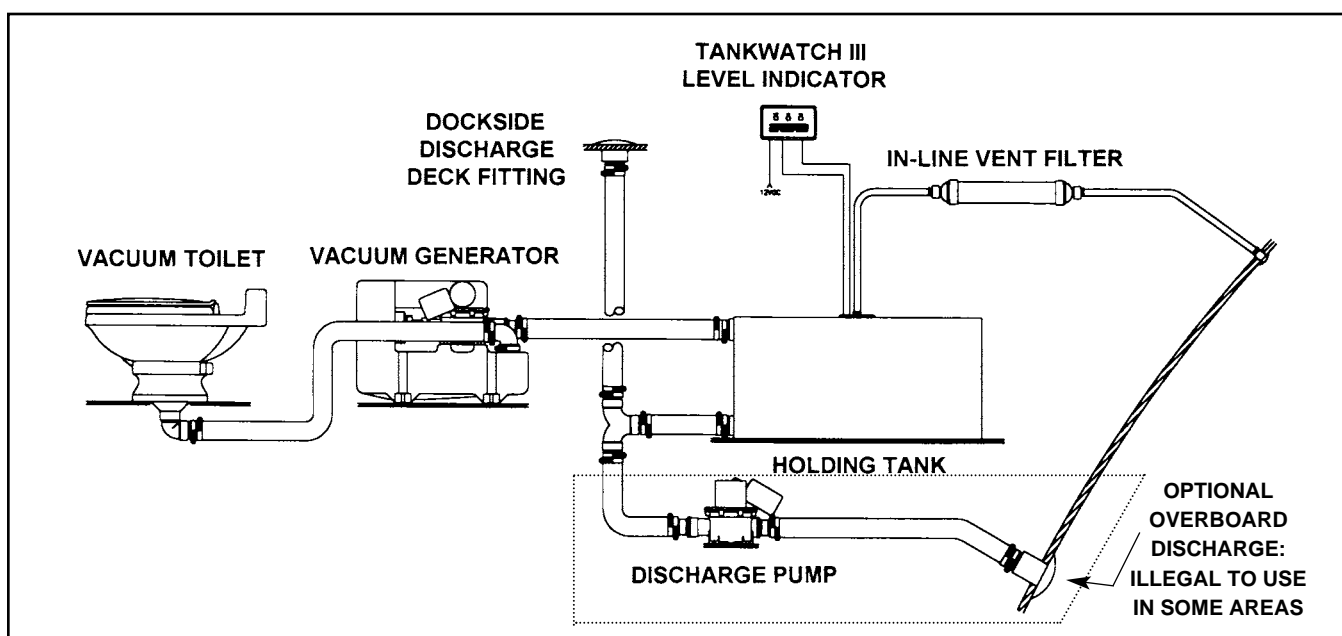 TANKWATCH III
LEVEL INDICATOR
DOCKSIDE
DISCHARGE
DECK FITTING
12VDC
IN-LINE VENT FILTER
VACUUM TOILET
VACUUM GENERATOR
HOLDING TANK
DISCHARGE PUMP
OPTIONAL
OVERBOARD
DISCHARGE:
ILLEGAL TO USE
IN SOME AREAS